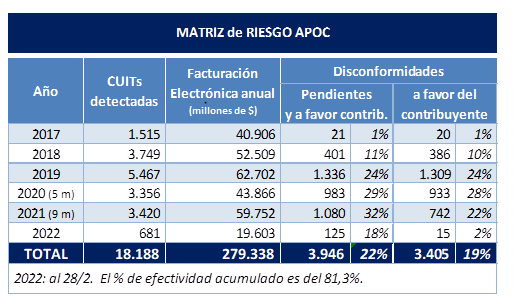 MATRIZ de RIESGO APOC
Año CUITs detectadas Facturación Electrónica anual (millones de $) Disconformidades
Pendientes y a favor contrib. a favor del contribuyente
2017 1.515 40.906 21 1% 20 1%
2018 3.749 52.509 401 11% 386 10%
2019 5.467 62.702 1.336 24% 1.309 24%
2020 (5 m) 3.356 43.866 983 29% 933 28%
2021 (9 m) 3.420 59.752 1.080 32% 742 22%
2022 681 19.603 125 18% 15 2%
TOTAL 18.188 279.338 3.946 22% 3.405 19%
2022: al 28/2. El % de efectividad acumulado es del 81,3%.